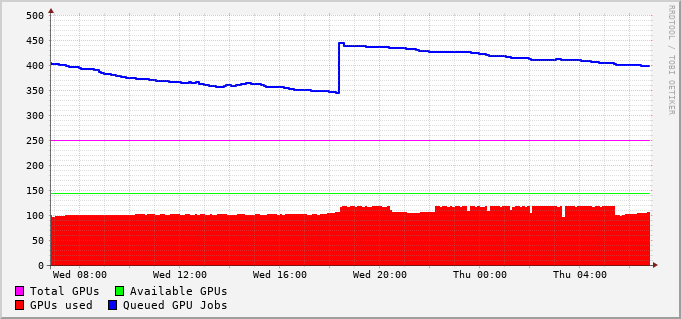 500
450
400
350
300
250
200
150
100
50
0
Wed 08:00 Wed 12:00 Wed 16:00 Wed 20:00 Thu 00:00 Thu 04:00
Total GPUs Available GPUs
GPUs used Queued GPU Jobs
RRDTOOL / TOBI OETIKER